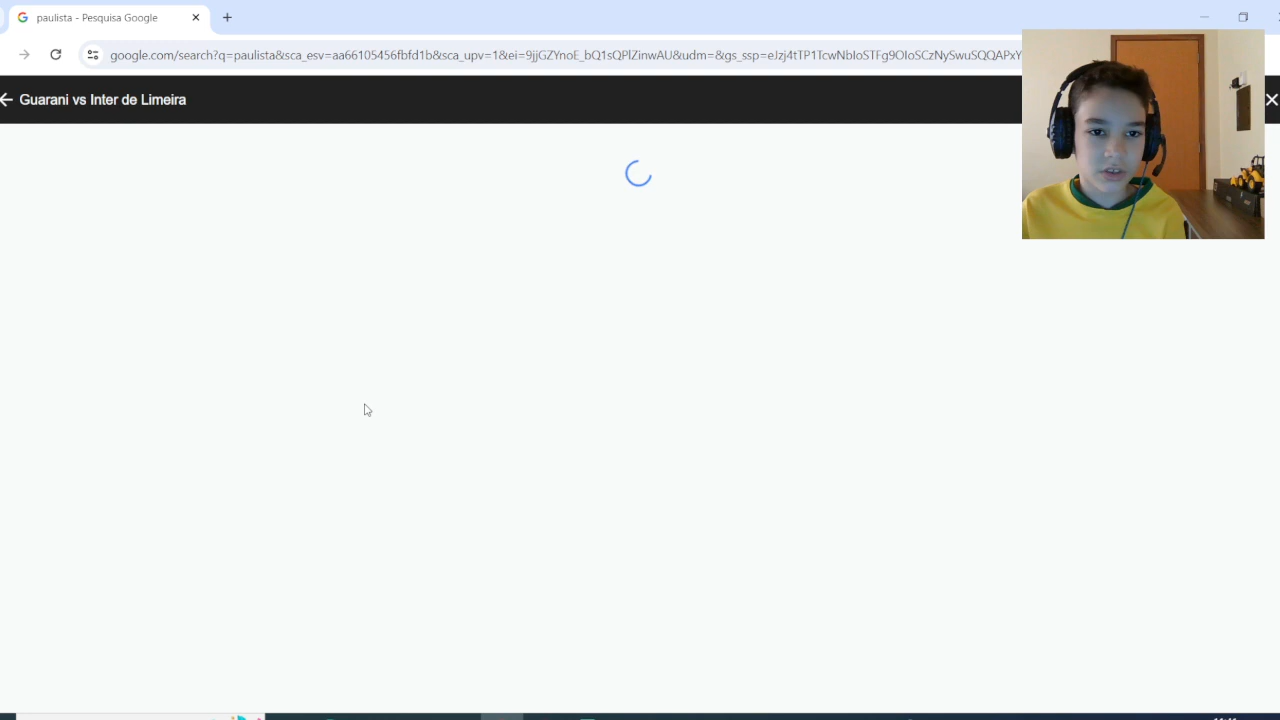 paulista - Pesquisa Google
google.com/search?q=paulista&sca_esv=aa66105456fbfd1b&sca_upv=1&ei=9jjGZYnoE_bQ1sQPlZinwAU&udm=&gs_ssp=eJzj4tTP1TcwNbIoSTFg9OIoSCzNySwuSQQAPxY
Guarani vs Inter de Limeira